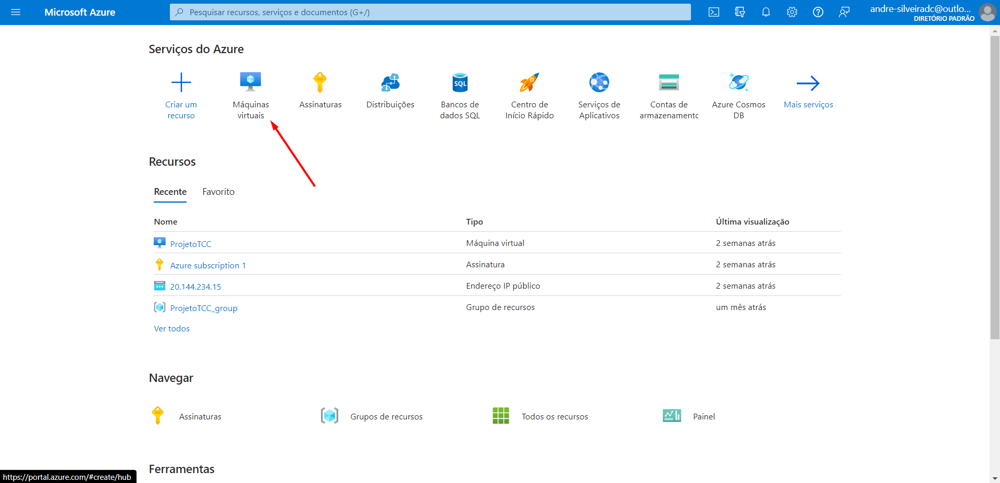 Microsoft Azure
Pesquisar recursos, serviços e documentos (G+/)
andre-silveiradc@outlo...
DIRETÓRIO PADRÃO
Serviços do Azure
Criar um recurso
Máquinas virtuais
Assinaturas
Distribuições
Bancos de dados SQL
Centro de Início Rápido
Serviços de Aplicativos
Contas de armazenamento
Azure Cosmos DB
Mais serviços
SQL
Recursos
Recente Favorito
Nome Tipo Última visualização
ProjetoTCC Máquina virtual 2 semanas atrás
Azure subscription 1 Assinatura 2 semanas atrás
20.144.234.15 Endereço IP público 2 semanas atrás
ProjetoTCC_group Grupo de recursos um mês atrás
Ver todos
Navegar
Assinaturas Grupos de recursos Todos os recursos Painel
Ferramentas
https://portal.azure.com/#create/hub